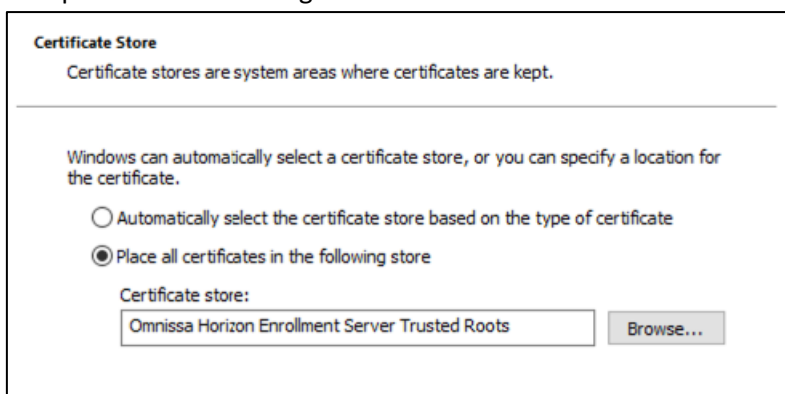 Certificate Store
Certificate stores are system areas where certificates are kept.
Windows can automatically select a certificate store, or you can specify a location for
the certificate.
Automatically select the certificate store based on the type of certificate
Place all certificates in the following store
Certificate store:
Omnissa Horizon Enrollment Server Trusted Roots
Browse...